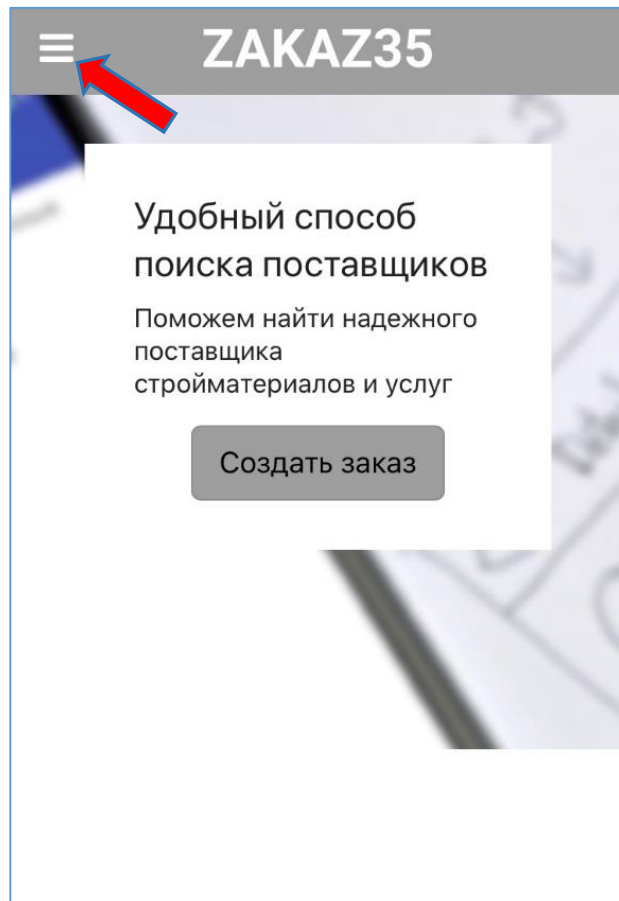 ZAKAZ35
Удобный способ
поиска поставщиков
Поможем найти надежного
поставщика
стройматериалов и услуг
Создать заказ